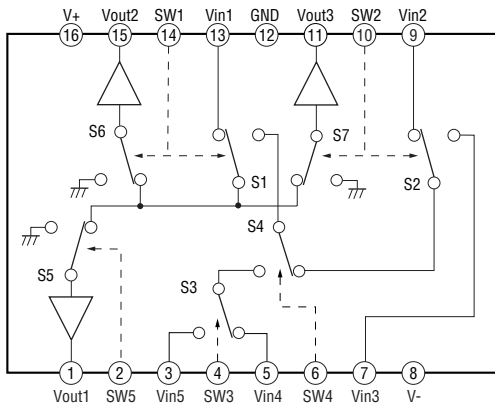 V+ Vout2 SW1 Vin1 GND Vout3 SW2 Vin2
16 15 14 13 12 11 10 9
S6 S7
S1 S2
S4
S5
S3
1 2 3 4 5 6 7 8
Vout1 SW5 Vin5 SW3 Vin4 SW4 Vin3 V-